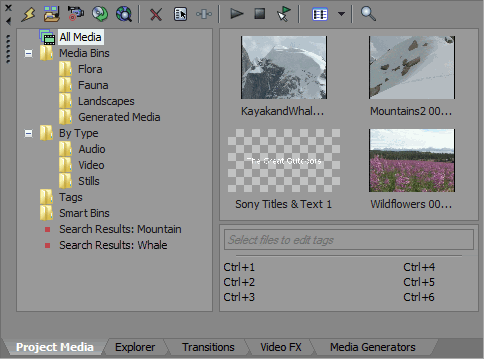 All Media
Media Bins
Flora
Fauna
Landscapes
Generated Media
By Type
Audio
Video
Stills
Tags
Smart Bins
Search Results: Mountain
Search Results: Whale
KayakandWhal...
Mountains2 00...
The Great Outdoors
Sony Titles & Text 1
Wildflowers 00...
Select files to edit tags
Ctrl+1
Ctrl+4
Ctrl+2
Ctrl+5
Ctrl+3
Ctrl+6
Project Media
Explorer
Transitions
Video FX
Media Generators